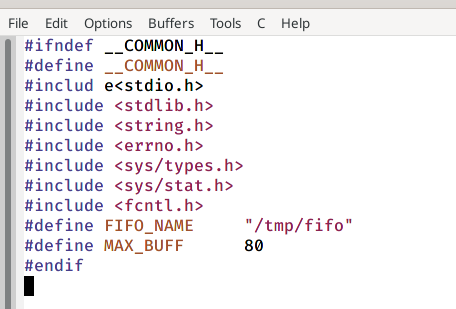 File Edit Options Buffers Tools C Help
#ifndef __COMMON_H__
#define __COMMON_H__
#includ e<stdio.h>
#include <stdlib.h>
#include <string.h>
#include <errno.h>
#include <sys/types.h>
#include <sys/stat.h>
#include <fcntl.h>
#define FIFO_NAME     "/tmp/fifo"
#define MAX_BUFF      80
#endif